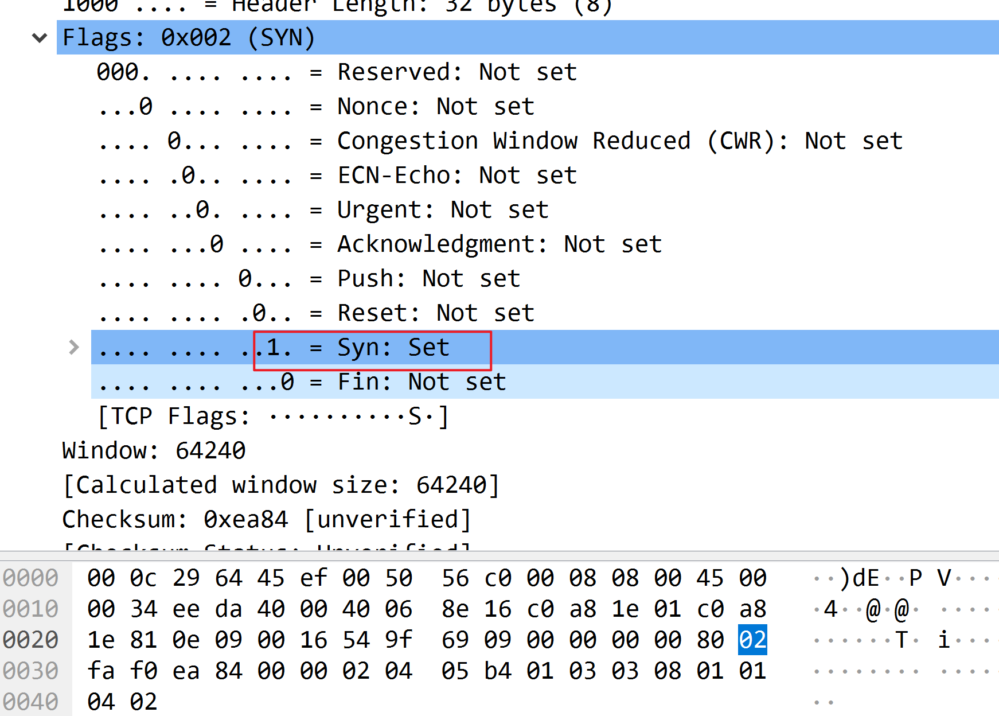 1000 .... = Header Length: 32 bytes (8)
Flags: 0x002 (SYN)
000. .... .... = Reserved: Not set
...0 .... .... = Nonce: Not set
.... 0... .... = Congestion Window Reduced (CWR): Not set
.... .0.. .... = ECN-Echo: Not set
.... ..0. .... = Urgent: Not set
.... ...0 .... = Acknowledgment: Not set
.... .... 0... = Push: Not set
.... .... .0.. = Reset: Not set
.... .... ..1. = Syn: Set
.... .... ...0 = Fin: Not set
[TCP Flags: ··········S·]
Window: 64240
[Calculated window size: 64240]
Checksum: 0xea84 [unverified]
[Checksum Status: Unverified]
0000 00 0c 29 64 45 ef 00 50 56 c0 00 08 08 00 45 00 ··)dE··P V····
0010 00 34 ee da 40 00 40 06 8e 16 c0 a8 1e 01 c0 a8 ·4··@·@· ·····
0020 1e 81 0e 09 00 16 54 9f 69 09 00 00 00 00 80 02 ······T· i····
0030 fa f0 ea 84 00 00 02 04 05 b4 01 03 03 08 01 01 ········ ·····
0040 04 02 ··